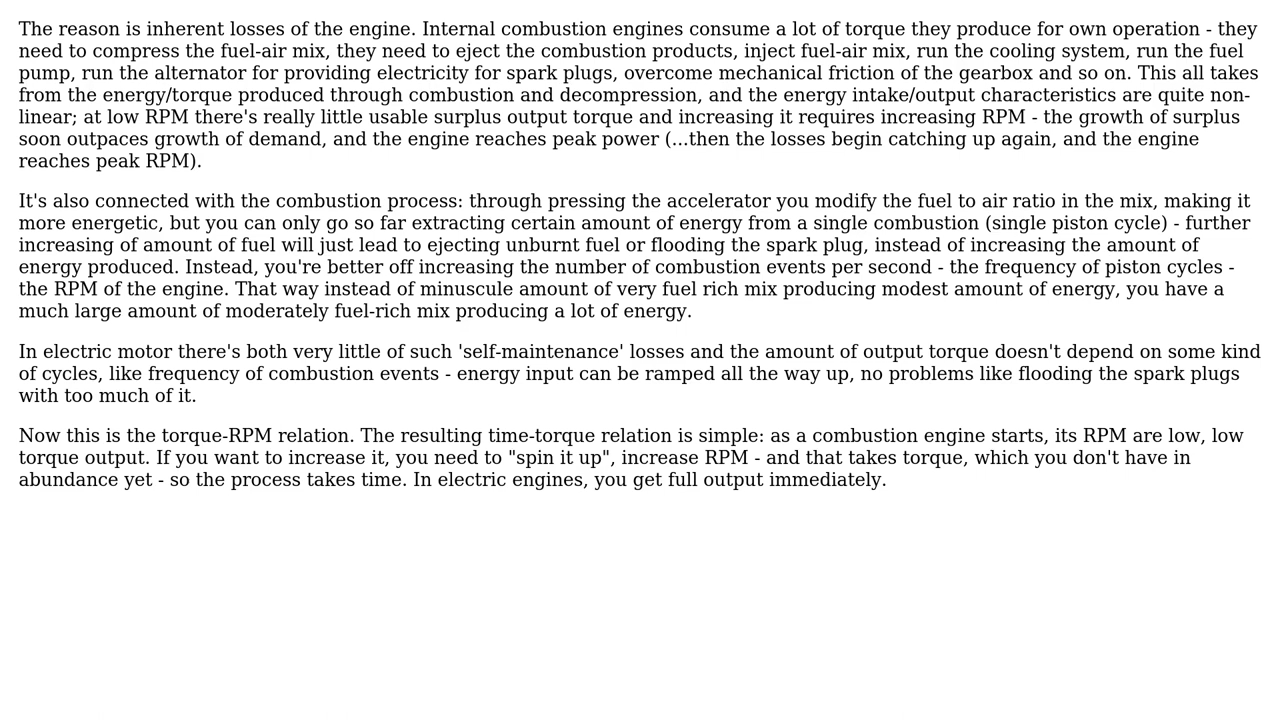 The reason is inherent losses of the engine. Internal combustion engines consume a lot of torque they produce for own operation - they
need to compress the fuel-air mix, they need to eject the combustion products, inject fuel-air mix, run the cooling system, run the fuel
pump, run the alternator for providing electricity for spark plugs, overcome mechanical friction of the gearbox and so on. This all takes
from the energy/torque produced through combustion and decompression, and the energy intake/output characteristics are quite non-
linear; at low RPM there's really little usable surplus output torque and increasing it requires increasing RPM - the growth of surplus
soon outpaces growth of demand, and the engine reaches peak power (...then the losses begin catching up again, and the engine
reaches peak RPM).
It's also connected with the combustion process: through pressing the accelerator you modify the fuel to air ratio in the mix, making it
more energetic, but you can only go so far extracting certain amount of energy from a single combustion (single piston cycle) - further
increasing of amount of fuel will just lead to ejecting unburnt fuel or flooding the spark plug, instead of increasing the amount of
energy produced. Instead, you're better off increasing the number of combustion events per second - the frequency of piston cycles -
the RPM of the engine. That way instead of minuscule amount of very fuel rich mix producing modest amount of energy, you have a
much large amount of moderately fuel-rich mix producing a lot of energy.
In electric motor there's both very little of such 'self-maintenance' losses and the amount of output torque doesn't depend on some kind
of cycles, like frequency of combustion events - energy input can be ramped all the way up, no problems like flooding the spark plugs
with too much of it.
Now this is the torque-RPM relation. The resulting time-torque relation is simple: as a combustion engine starts, its RPM are low, low
torque output. If you want to increase it, you need to "spin it up", increase RPM - and that takes torque, which you don't have in
abundance yet - so the process takes time. In electric engines, you get full output immediately.